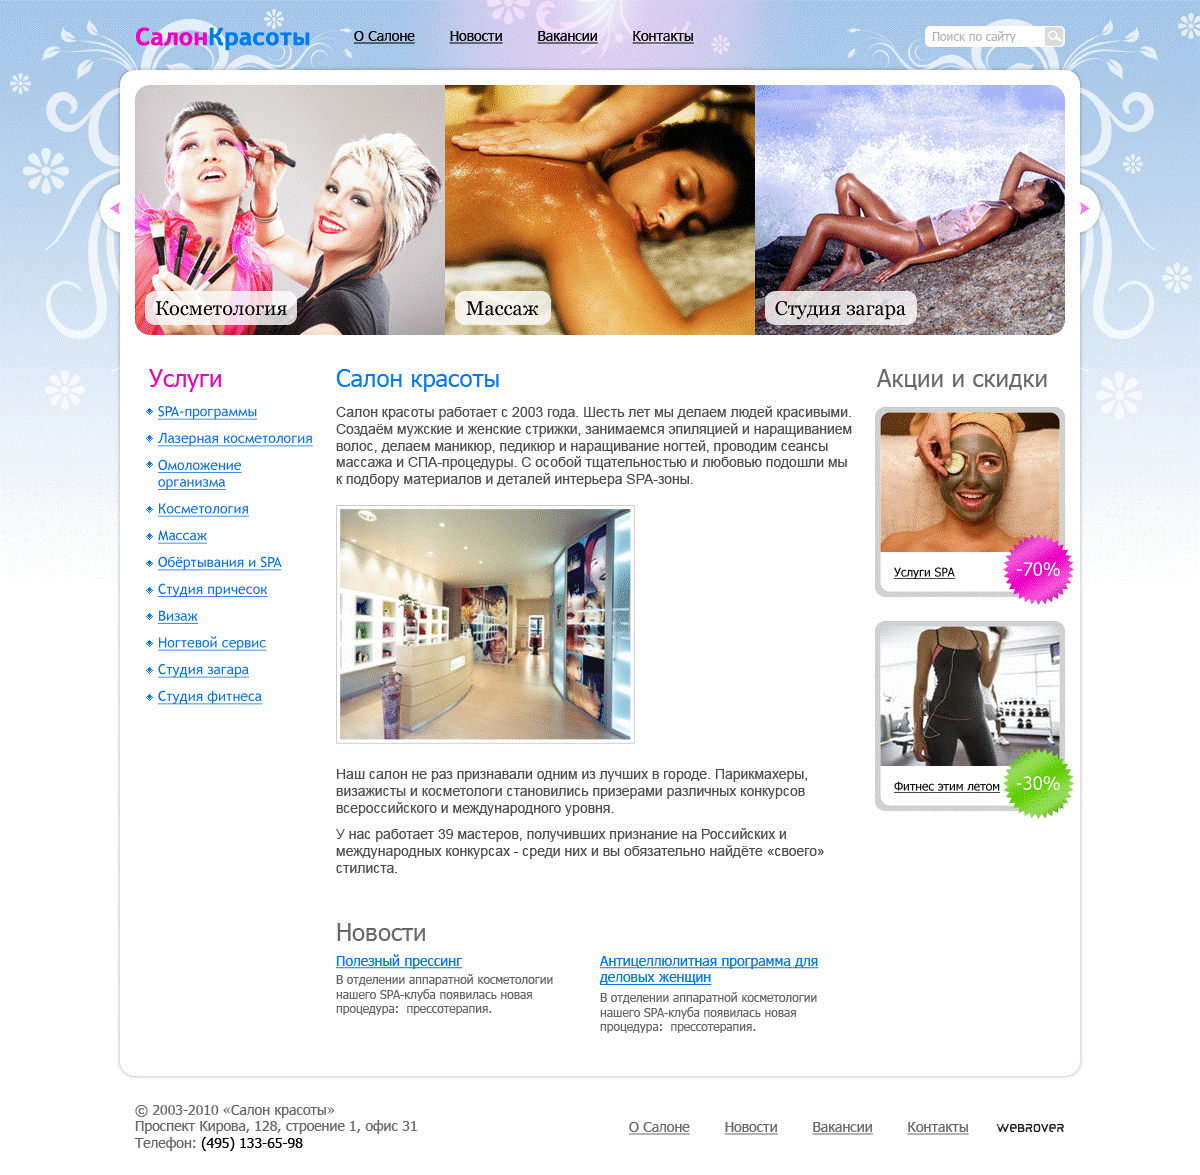 СалонКрасоты
О Салоне
Новости
Вакансии
Контакты
Поиск по сайту
Косметология
Массаж
Студия загара
Услуги
SPA-программы
Лазерная косметология
Омоложение
организма
Косметология
Массаж
Обёртывания и SPA
Студия причесок
Визаж
Ногтевой сервис
Студия загара
Студия фитнеса
Салон красоты
Салон красоты работает с 2003 года. Шесть лет мы делаем людей красивыми.
Создаём мужские и женские стрижки, занимаемся эпиляцией и наращиванием
волос, делаем маникюр, педикюр и наращивание ногтей, проводим сеансы
массажа и СПА-процедуры. С особой тщательностью и любовью подошли мы
к подбору материалов и деталей интерьера SPA-зоны.
Наш салон не раз признавали одним из лучших в городе. Парикмахеры,
визажисты и косметологи становились призерами различных конкурсов
всероссийского и международного уровня.
У нас работает 39 мастеров, получивших признание на Российских и
международных конкурсах - среди них и вы обязательно найдёте «своего»
стилиста.
Акции и скидки
Услуги SPA
-70%
Фитнес этим летом
-30%
Новости
Полезный прессинг
В отделении аппаратной косметологии
нашего SPA-клуба появилась новая
процедура:  прессотерапия.
Антицеллюлитная программа для
деловых женщин
В отделении аппаратной косметологии
нашего SPA-клуба появилась новая
процедура:  прессотерапия.
© 2003-2010 «Салон красоты»
Проспект Кирова, 128, строение 1, офис 31
Телефон: (495) 133-65-98
О Салоне
Новости
Вакансии
Контакты
WEBROVER